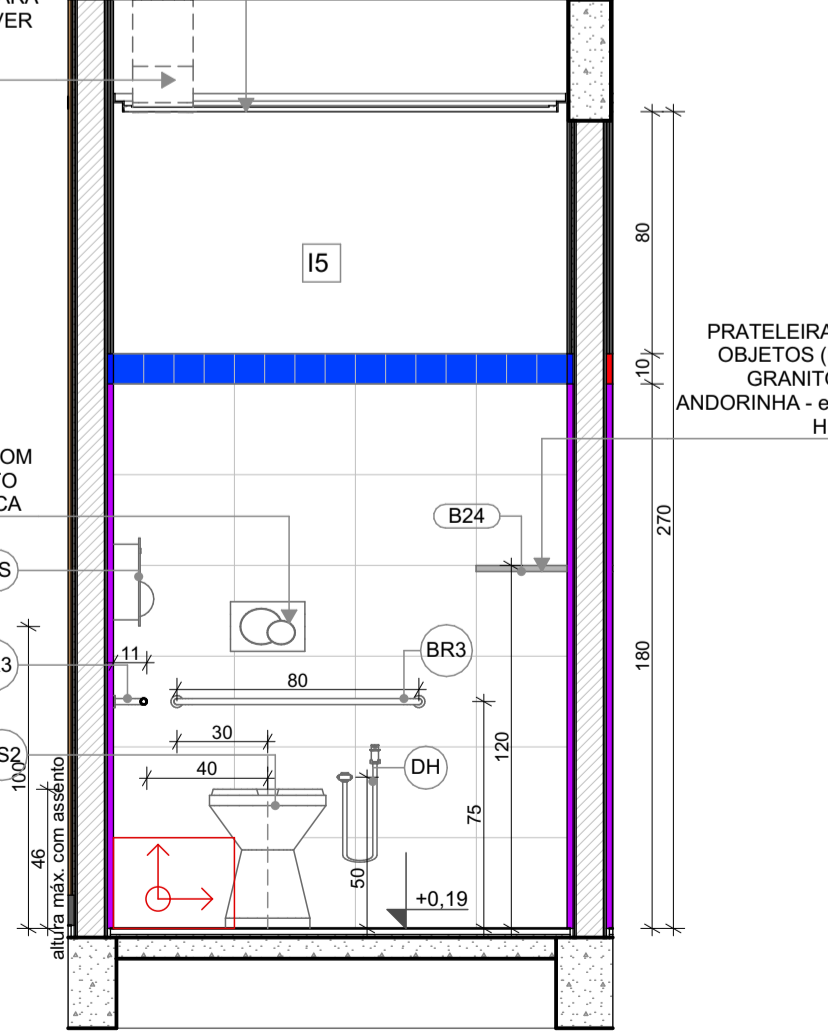 VER
I5
80
10
PRATELEIRA
OBJETOS (
GRANITO
ANDORINHA - e
H
270
180
OM
TO
CA
B24
S
11
3
BR3
80
30
40
S2
DH
120
100
75
46
altura máx. com assento
50
+0,19